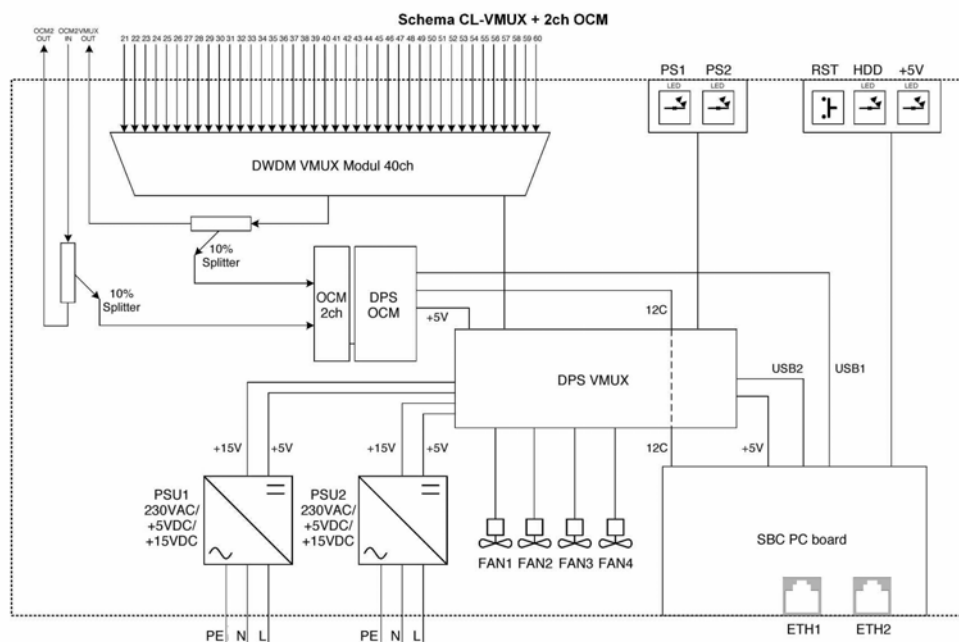 Schema CL-VMUX + 2ch OCM
OCM2 OUT
OCM2 IN
VMUX OUT
21 22 23 24 25 26 27 28 29 30 31 32 33 34 35 36 37 38 39 40 41 42 43 44 45 46 47 48 49 50 51 52 53 54 55 56 57 58 59 60
PS1 PS2
LED LED
RST HDD +5V
LED LED
DWDM VMUX Modul 40ch
10%
Splitter
10%
Splitter
OCM
2ch
DPS
OCM
+5V
12C
DPS VMUX
USB2
USB1
+15V
+5V
+15V
+5V
12C
+5V
PSU1
230VAC/
+5VDC/
+15VDC
PSU2
230VAC/
+5VDC/
+15VDC
FAN1 FAN2 FAN3 FAN4
SBC PC board
PE N L
PE N L
ETH1 ETH2